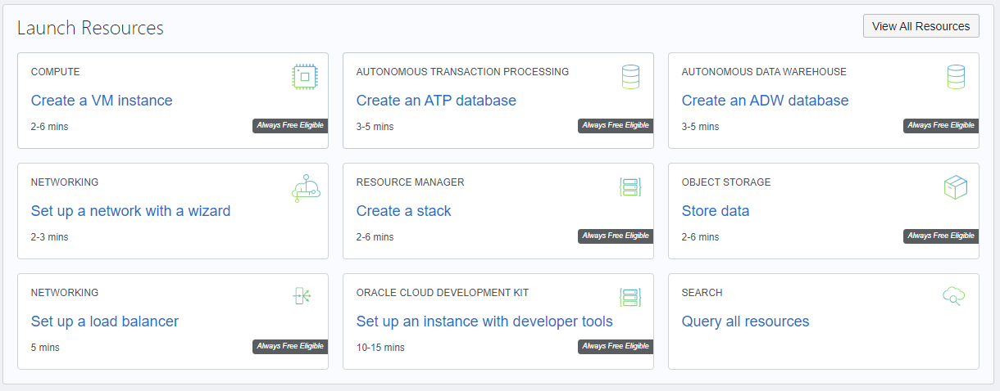 Launch Resources
View All Resources
COMPUTE
Create a VM instance
2-6 mins
Always Free Eligible
AUTONOMOUS TRANSACTION PROCESSING
Create an ATP database
3-5 mins
Always Free Eligible
AUTONOMOUS DATA WAREHOUSE
Create an ADW database
3-5 mins
Always Free Eligible
NETWORKING
Set up a network with a wizard
2-3 mins
RESOURCE MANAGER
Create a stack
2-6 mins
Always Free Eligible
OBJECT STORAGE
Store data
2-6 mins
Always Free Eligible
NETWORKING
Set up a load balancer
5 mins
Always Free Eligible
ORACLE CLOUD DEVELOPMENT KIT
Set up an instance with developer tools
10-15 mins
Always Free Eligible
SEARCH
Query all resources